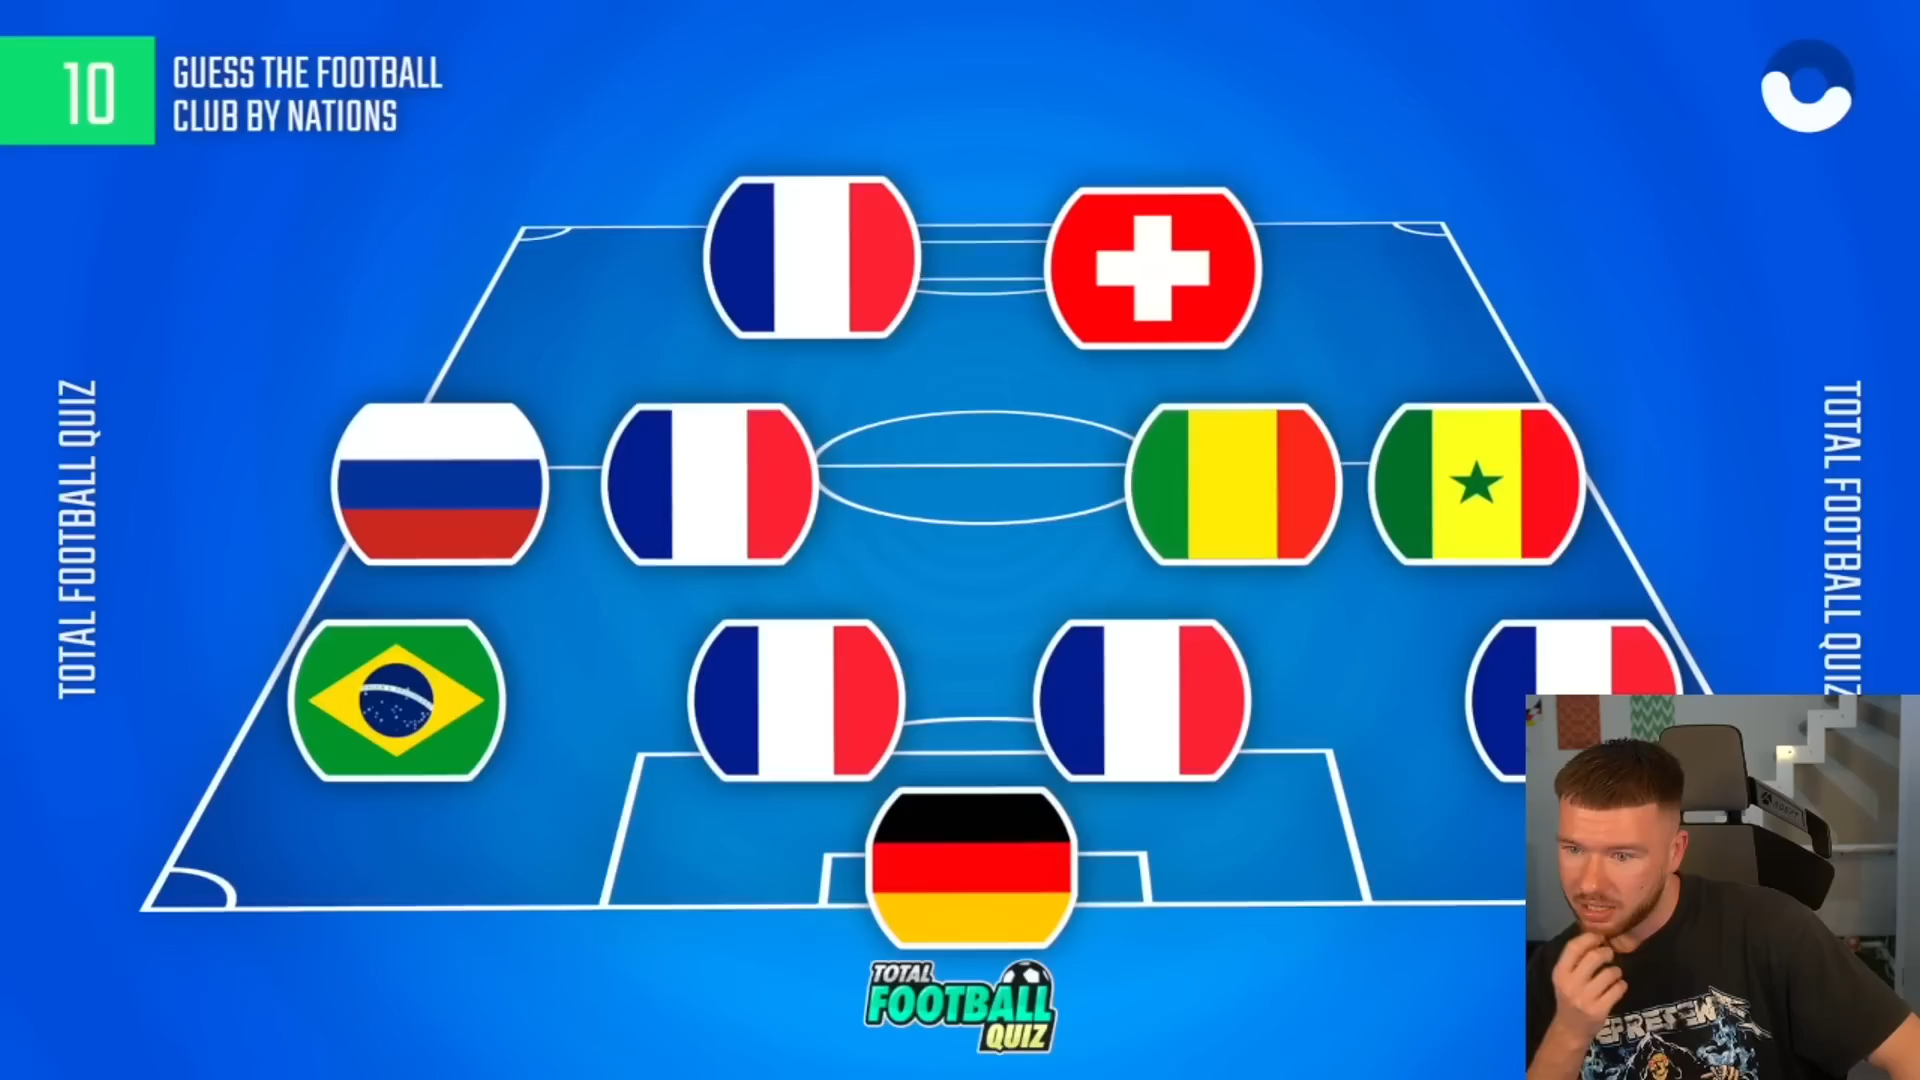 10
GUESS THE FOOTBALL
CLUB BY NATIONS
TOTAL FOOTBALL QUIZ
TOTAL FOOTBALL QUIZ
TOTAL
FOOTBALL
QUIZ